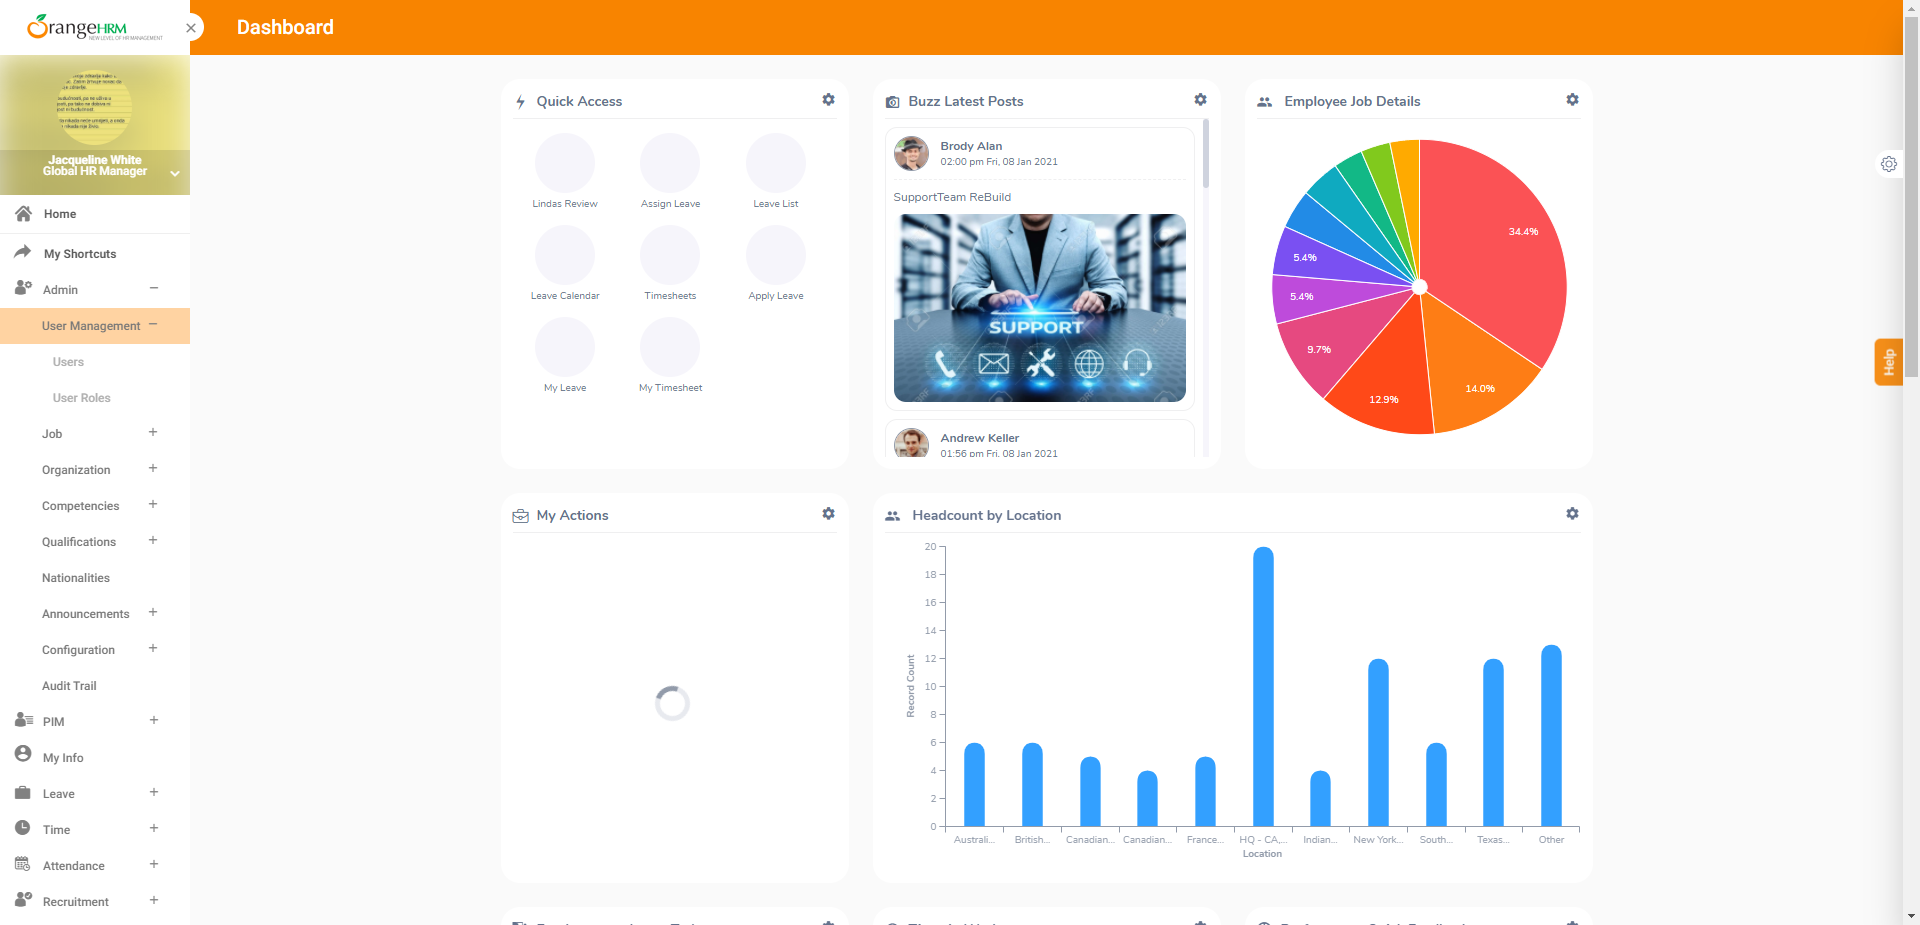 OrangeHRM
NEW LEVEL OF HR MANAGEMENT
Dashboard
Jacqueline White
Global HR Manager
Home
My Shortcuts
Admin
User Management
Users
User Roles
Job
Organization
Competencies
Qualifications
Nationalities
Announcements
Configuration
Audit Trail
PIM
My Info
Leave
Time
Attendance
Recruitment
Quick Access
Lindas Review
Assign Leave
Leave List
Leave Calendar
Timesheets
Apply Leave
My Leave
My Timesheet
Buzz Latest Posts
Brody Alan
02:00 pm Fri, 08 Jan 2021
SupportTeam ReBuild
SUPPORT
Andrew Keller
01:56 pm Fri, 08 Jan 2021
Employee Job Details
34.4%
14.0%
12.9%
9.7%
5.4%
5.4%
Help
My Actions
Headcount by Location
20
18
16
14
12
10
8
6
4
2
0
Record Count
Australi...
British...
Canadian...
Canadian...
France...
HQ - CA,...
Indian...
New York...
South...
Texas...
Other
Location